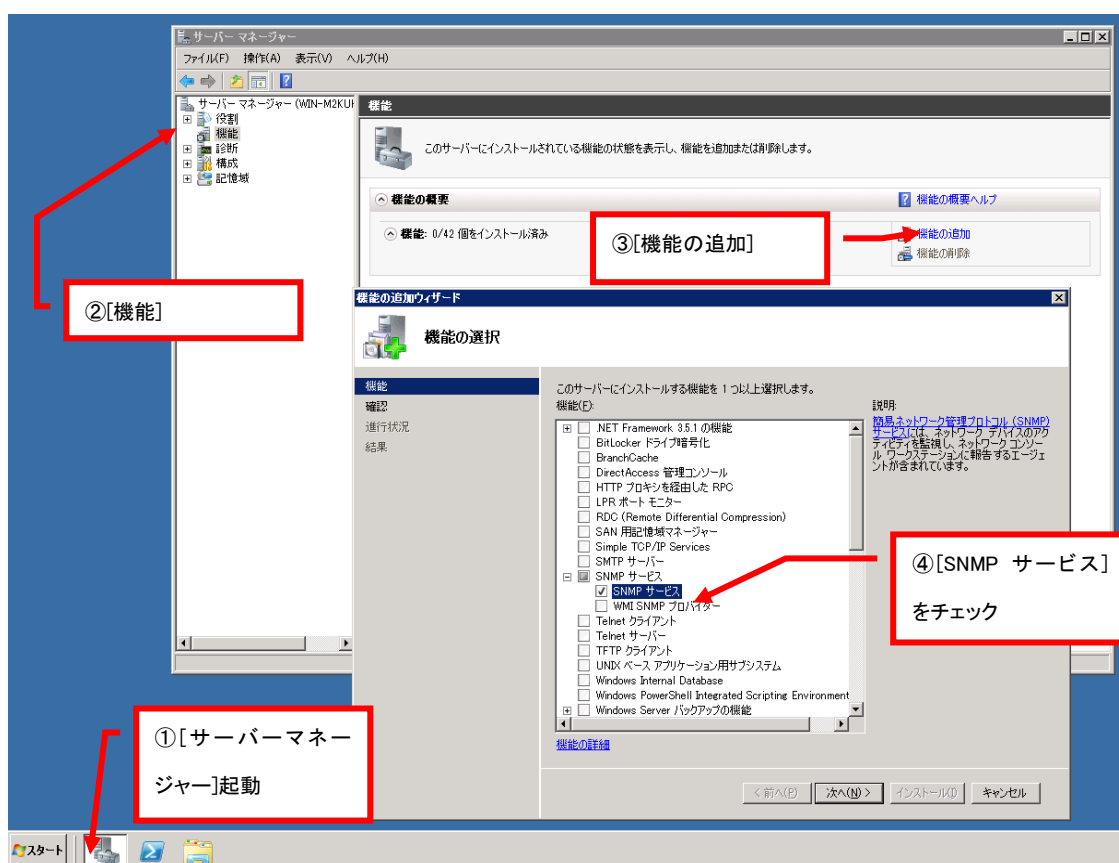 サーバー マネージャー
ファイル(F) 操作(A) 表示(V) ヘルプ(H)
サーバー マネージャー (WIN-M2KUH
役割
機能
診断
構成
記憶域
機能
このサーバーにインストールされている機能の状態を表示し、機能を追加または削除します。
機能の概要
機能の概要ヘルプ
機能: 0/42 個をインストール済み
機能の追加
機能の削除
③[機能の追加]
②[機能]
機能の追加ウィザード
機能の選択
機能
確認
進行状況
結果
このサーバーにインストールする機能を 1 つ以上選択します。
機能(F):
.NET Framework 3.5.1 の機能
BitLocker ドライブ暗号化
BranchCache
DirectAccess 管理コンソール
HTTP プロキシを経由した RPC
LPR ポート モニター
RDC (Remote Differential Compression)
SAN 用記憶域マネージャー
Simple TCP/IP Services
SMTP サーバー
SNMP サービス
SNMP サービス
WMI SNMP プロバイダー
Telnet クライアント
Telnet サーバー
TFTP クライアント
UNIX ベース アプリケーション用サブシステム
Windows Internal Database
Windows PowerShell Integrated Scripting Environment
Windows Server バックアップの機能
説明:
簡易ネットワーク管理プロトコル (SNMP)
サービスには、ネットワーク デバイスのアク
ティビティを監視し、ネットワーク コンソー
ル ワークステーションに報告するエージェ
ントが含まれています。
④[SNMP サービス]
をチェック
機能の詳細
< 前へ(P)
次へ(N) >
インストール(I)
キャンセル
①[サーバーマネー
ジャー]起動
スタート